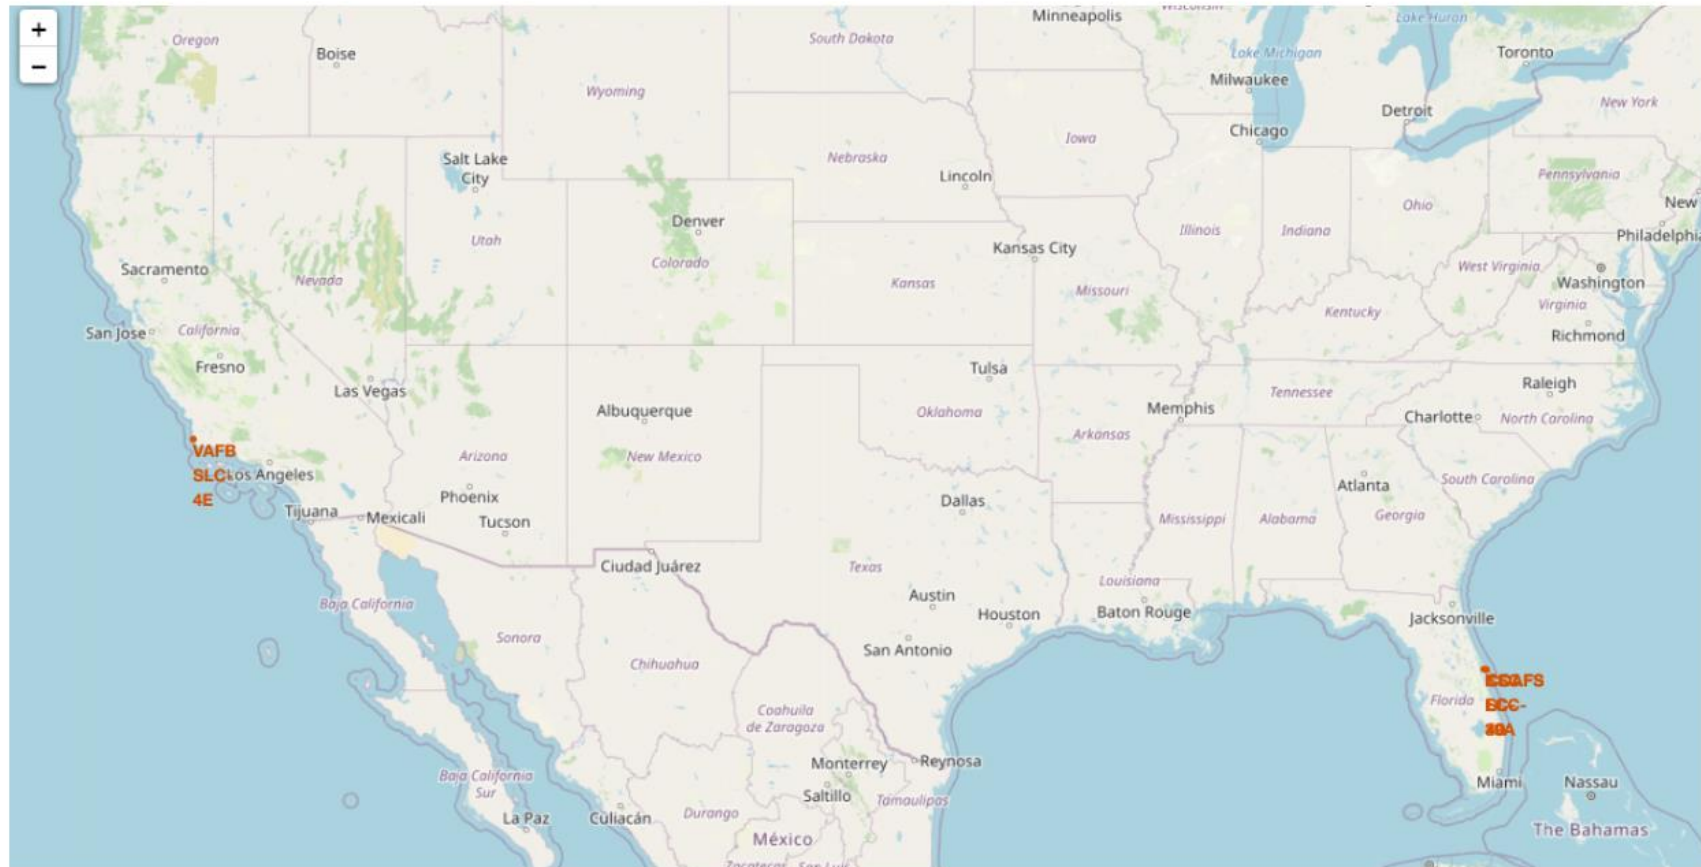 +
−
Minneapolis
Wisconsin
Lake Huron
Oregon
Boise
South Dakota
Lake Michigan
Toronto
Milwaukee
Wyoming
New York
Detroit
Chicago
Iowa
Salt Lake
City
Nebraska
Lincoln
Pennsylvania
Ohio
New
Denver
Utah
Illinois
Indiana
Philadelphia
Kansas City
Sacramento
Nevada
Colorado
Kansas
Missouri
West Virginia
Washington
Virginia
Kentucky
San Jose
California
Richmond
Fresno
Las Vegas
Tulsa
Raleigh
Albuquerque
Oklahoma
Memphis
Tennessee
Charlotte
North Carolina
Arkansas
VAFB
SLC-
4E
Los Angeles
Arizona
New Mexico
Phoenix
Dallas
Atlanta
South Carolina
Tijuana
Mexicali
Tucson
Mississippi
Alabama
Georgia
Ciudad Juárez
Texas
Louisiana
Baja California
Austin
Houston
Baton Rouge
Jacksonville
Sonora
San Antonio
Chihuahua
Florida
Coahuila
de Zaragoza
Monterrey
Reynosa
Baja California
Sur
Saltillo
Tamaulipas
Miami
Nassau
La Paz
Culiacán
Durango
México
The Bahamas
Zacatecas
San Luis